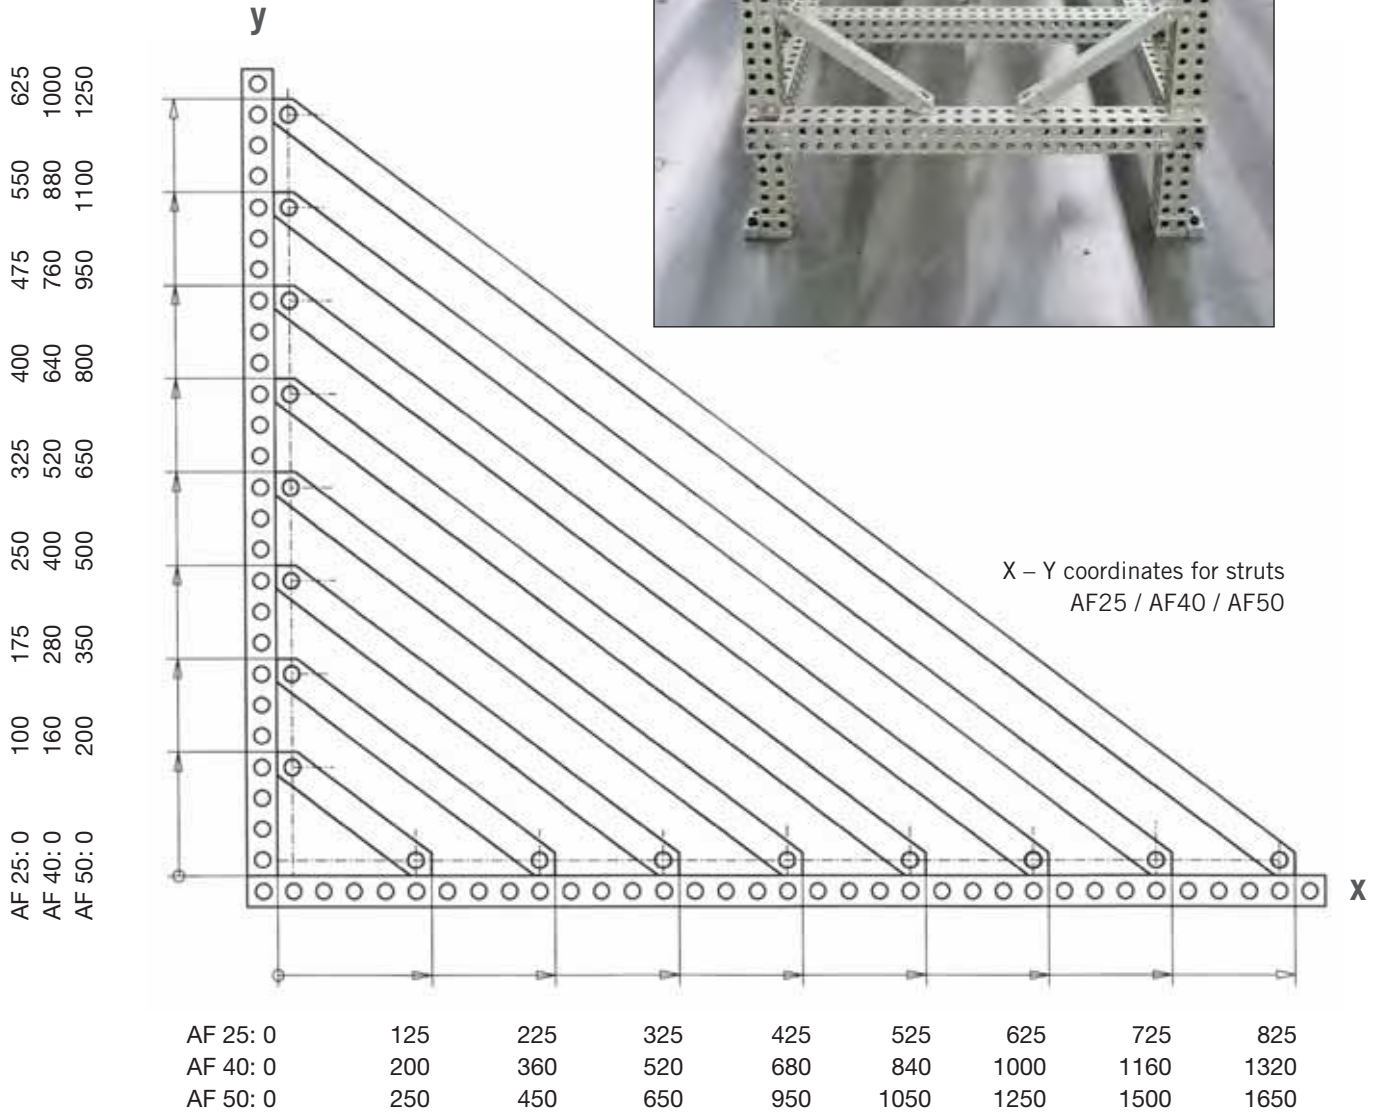 y
625 1000 1250
550 880 1100
475 760 950
400 640 800
325 520 650
250 400 500
175 280 350
100 160 200
AF 25: 0 AF 40: 0 AF 50: 0
X – Y coordinates for struts
AF25 / AF40 / AF50
x
AF 25: 0 125 225 325 425 525 625 725 825
AF 40: 0 200 360 520 680 840 1000 1160 1320
AF 50: 0 250 450 650 950 1050 1250 1500 1650